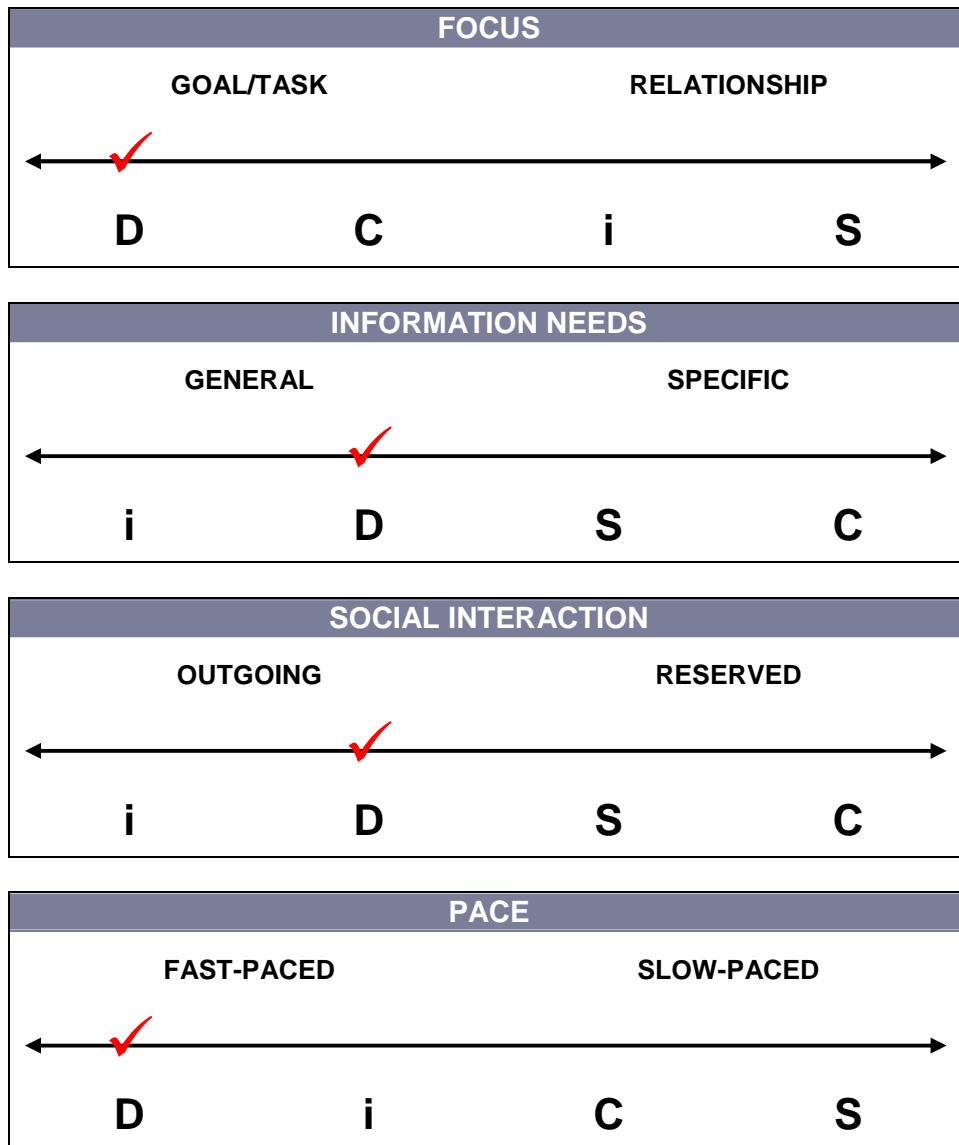 FOCUS
GOAL/TASK RELATIONSHIP
D C i S
INFORMATION NEEDS
GENERAL SPECIFIC
i D S C
SOCIAL INTERACTION
OUTGOING RESERVED
i D S C
PACE
FAST-PACED SLOW-PACED
D i C S